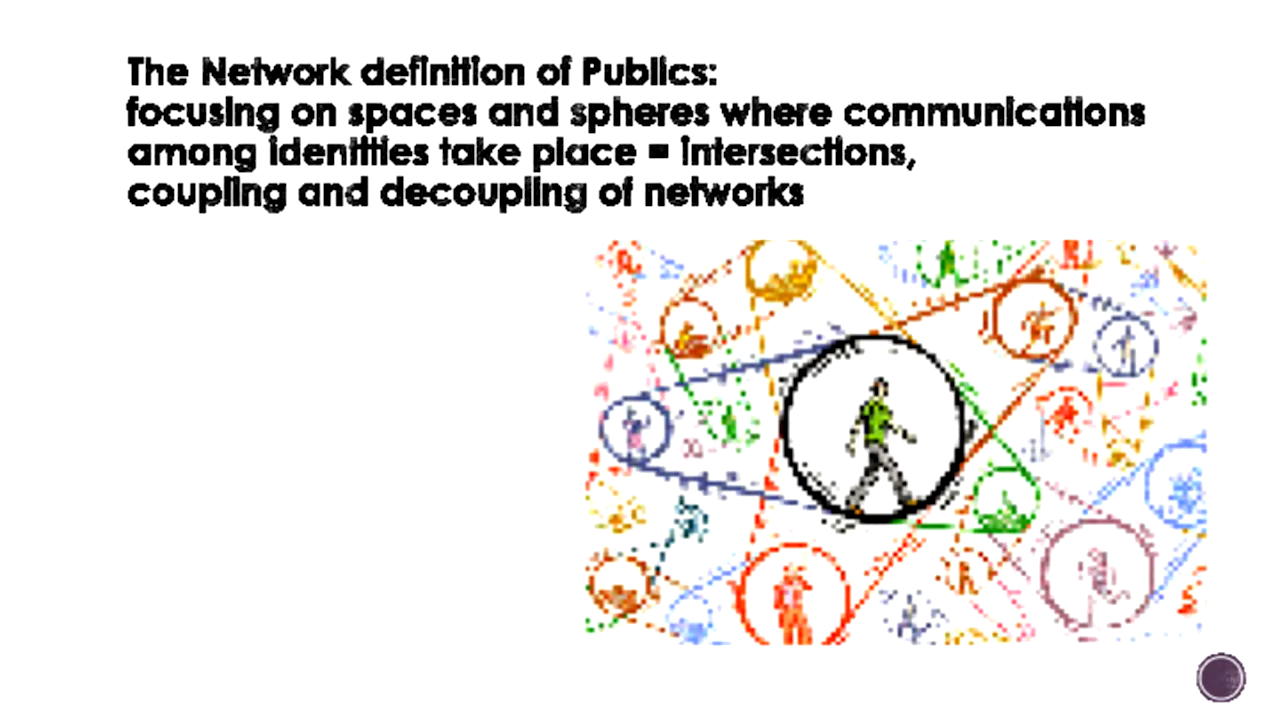 The Network definition of Publics:
focusing on spaces and spheres where communications
among identities take place = intersections,
coupling and decoupling of networks